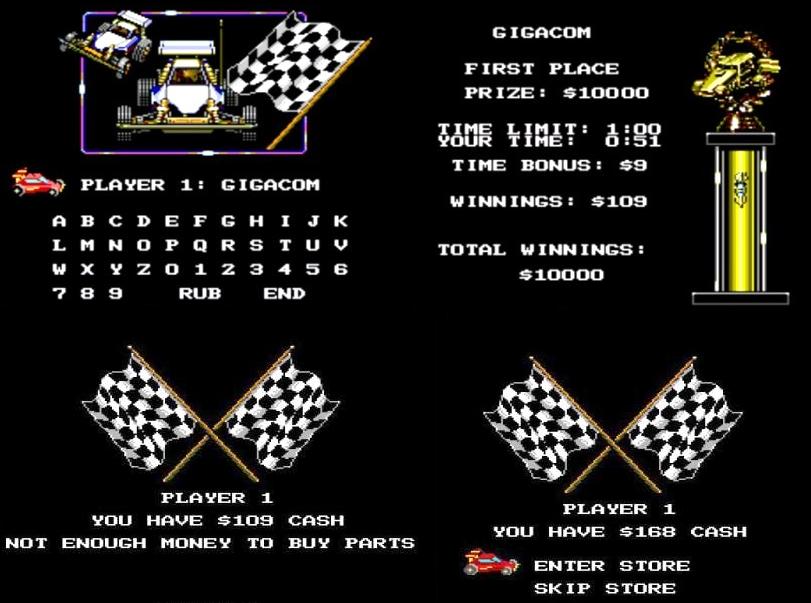 PLAYER 1: GIGACOM
A B C D E F G H I J K
L M N O P Q R S T U V
W X Y Z 0 1 2 3 4 5 6
7 8 9 RUB END
GIGACOM
FIRST PLACE
PRIZE: $10000
TIME LIMIT: 1:00
YOUR TIME: 0:51
TIME BONUS: $9
WINNINGS: $109
TOTAL WINNINGS:
$10000
PLAYER 1
YOU HAVE $109 CASH
NOT ENOUGH MONEY TO BUY PARTS
PLAYER 1
YOU HAVE $168 CASH
ENTER STORE
SKIP STORE